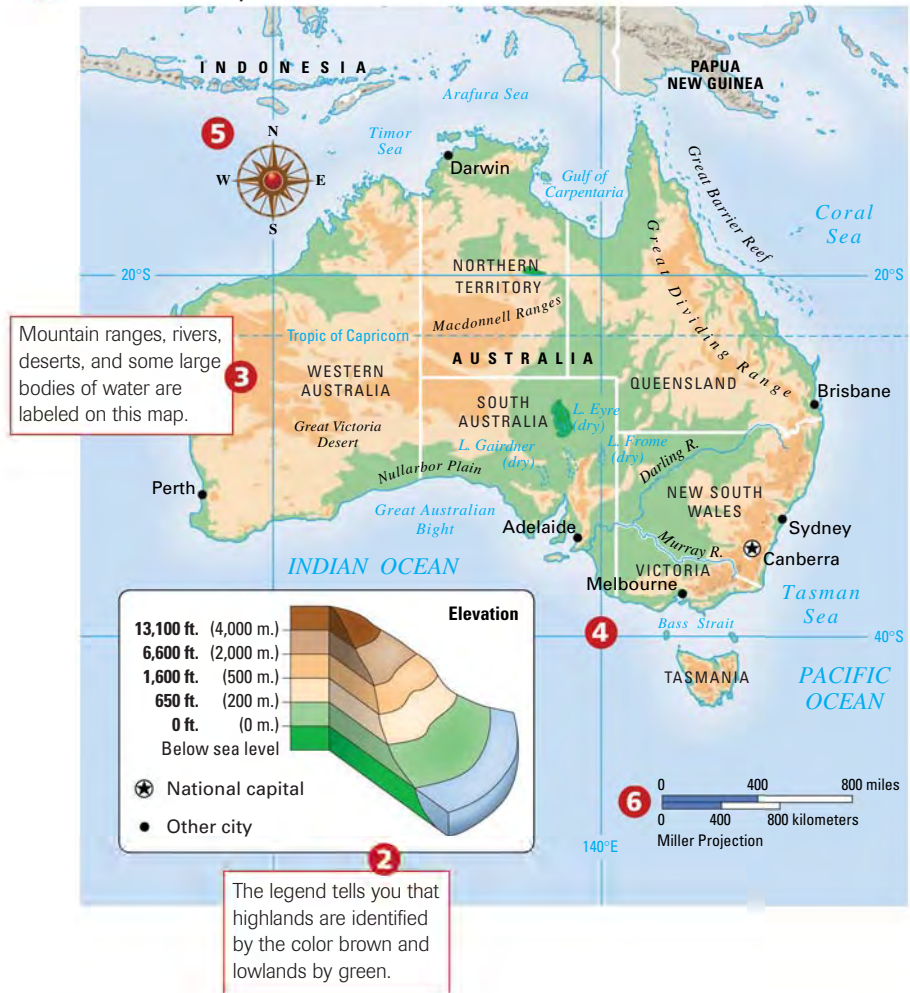 INDONESIA
PAPUA
NEW GUINEA
Arafura Sea
5
N
W
E
S
Timor
Sea
Darwin
Gulf of
Carpentaria
Great Barrier Reef
Coral
Sea
20°S
20°S
NORTHERN
TERRITORY
Great Dividing Range
Macdonnell Ranges
Mountain ranges, rivers,
deserts, and some large
bodies of water are
labeled on this map.
3
Tropic of Capricorn
AUSTRALIA
WESTERN
AUSTRALIA
QUEENSLAND
Brisbane
SOUTH
AUSTRALIA
L. Eyre
(dry)
Great Victoria
Desert
L. Gairdner
(dry)
L. Frome
(dry)
Darling R.
Nullarbor Plain
Perth
NEW SOUTH
WALES
Great Australian
Bight
Adelaide
Sydney
Murray R.
Canberra
INDIAN OCEAN
VICTORIA
Melbourne
Tasman
Sea
Bass Strait
4
40°S
TASMANIA
PACIFIC
OCEAN
Elevation
13,100 ft. (4,000 m.)
6,600 ft. (2,000 m.)
1,600 ft. (500 m.)
650 ft. (200 m.)
0 ft. (0 m.)
Below sea level
National capital
Other city
6
0 400 800 miles
0 400 800 kilometers
Miller Projection
140°E
2
The legend tells you that
highlands are identified
by the color brown and
lowlands by green.